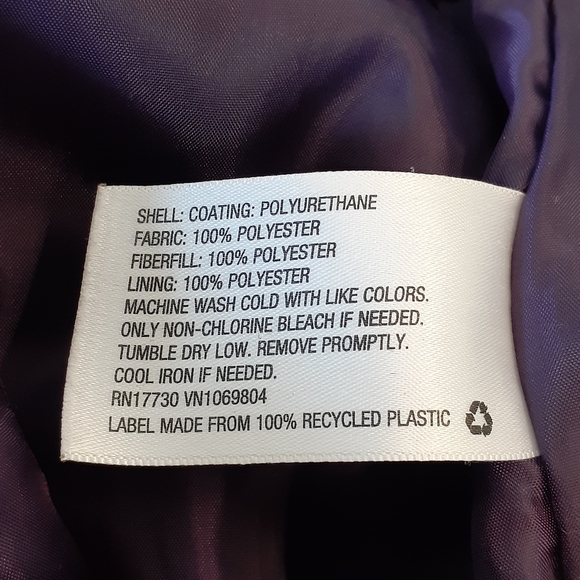 SHELL: COATING: POLYURETHANE
FABRIC: 100% POLYESTER
FIBERFILL: 100% POLYESTER
LINING: 100% POLYESTER
MACHINE WASH COLD WITH LIKE COLORS.
ONLY NON-CHLORINE BLEACH IF NEEDED.
TUMBLE DRY LOW. REMOVE PROMPTLY.
COOL IRON IF NEEDED.
RN17730 VN1069804
LABEL MADE FROM 100% RECYCLED PLASTIC